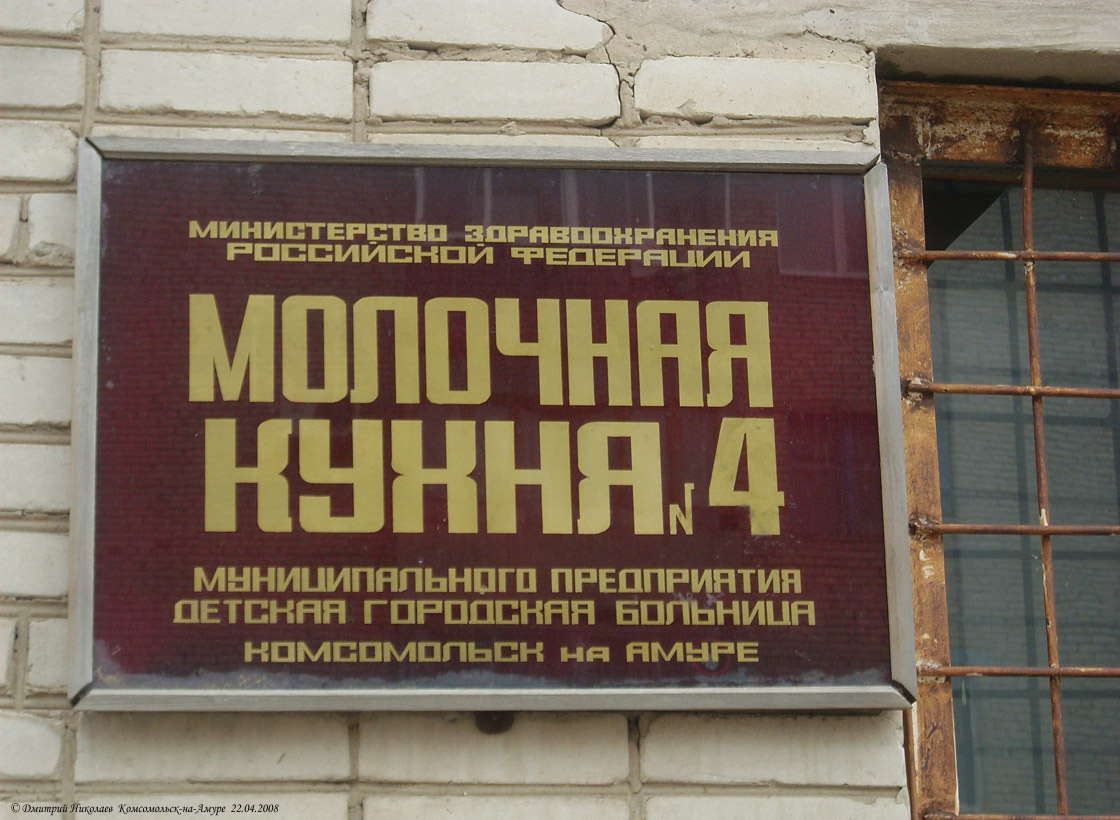 МИНИСТЕРСТВО ЗДРАВООХРАНЕНИЯ
РОССИЙСКОЙ ФЕДЕРАЦИИ
МОЛОЧНАЯ
КУХНЯ N 4
МУНИЦИПАЛЬНОГО ПРЕДПРИЯТИЯ
ДЕТСКАЯ ГОРОДСКАЯ БОЛЬНИЦА
КОМСОМОЛЬСК на АМУРЕ
© Дмитрий Николаев Комсомольск-на-Амуре 22.04.2008